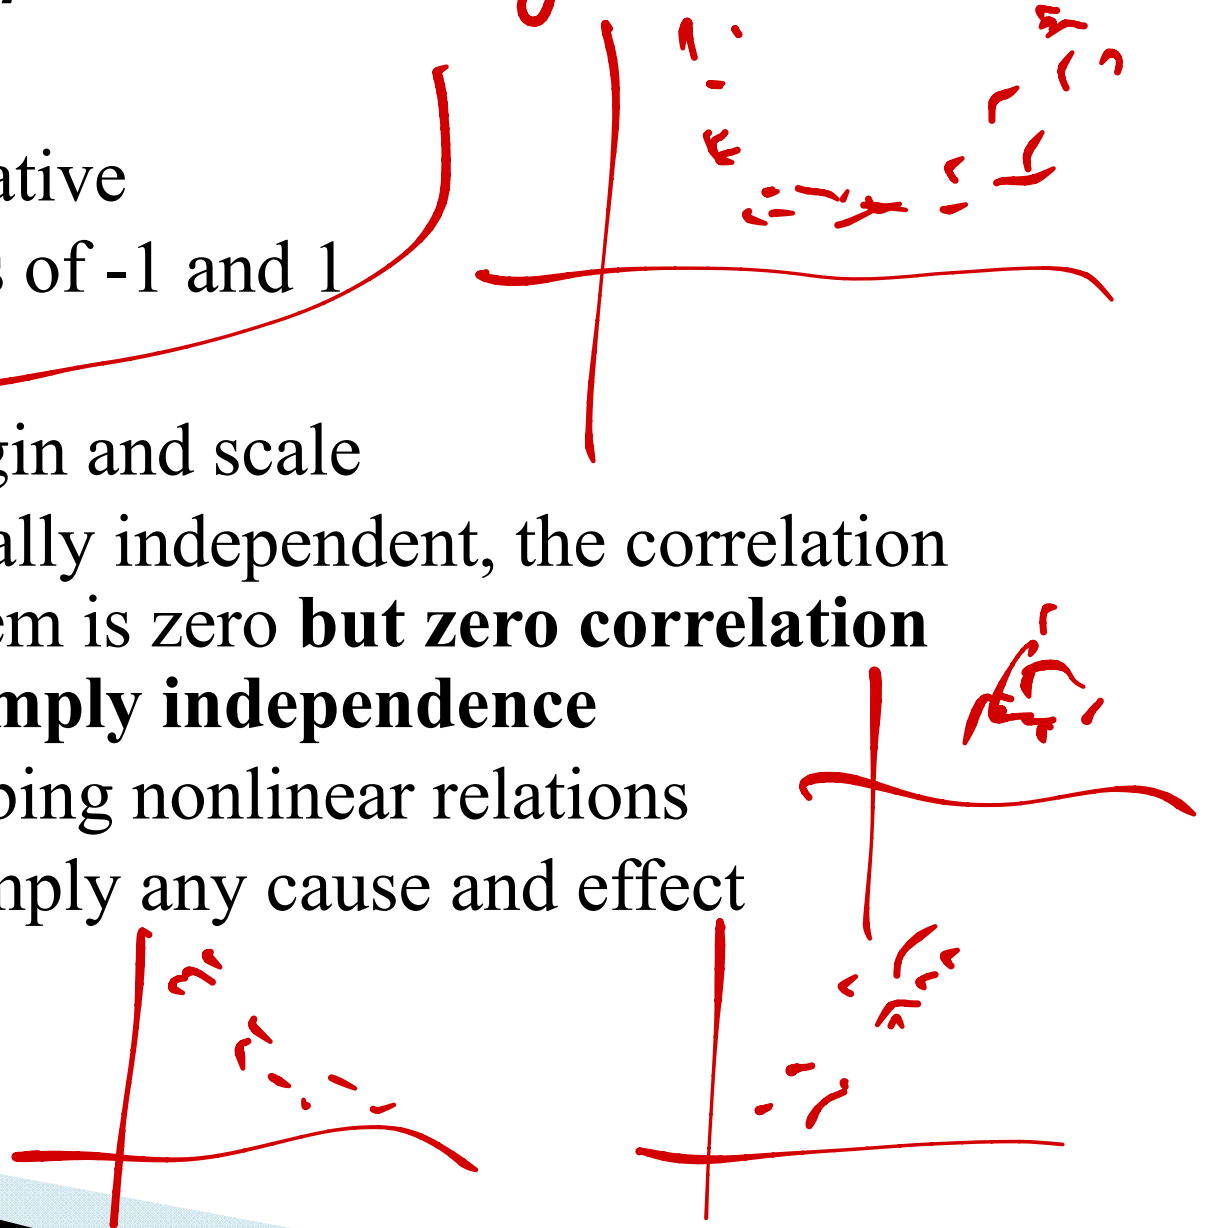 ative
s of -1 and 1
gin and scale
ally independent, the correlation
em is zero but zero correlation
mply independence
bing nonlinear relations
mply any cause and effect